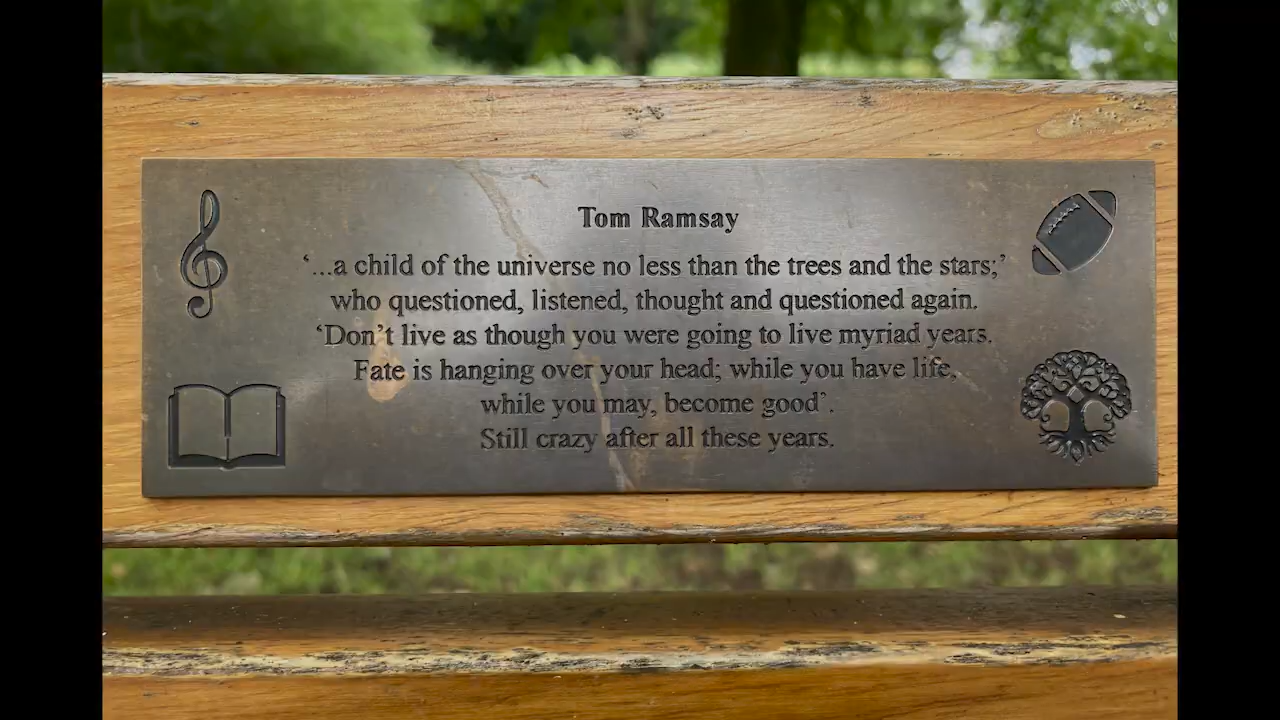 Tom Ramsay
‘...a child of the universe no less than the trees and the stars;’
who questioned, listened, thought and questioned again.
‘Don’t live as though you were going to live myriad years.
Fate is hanging over your head; while you have life,
while you may, become good’.
Still crazy after all these years.